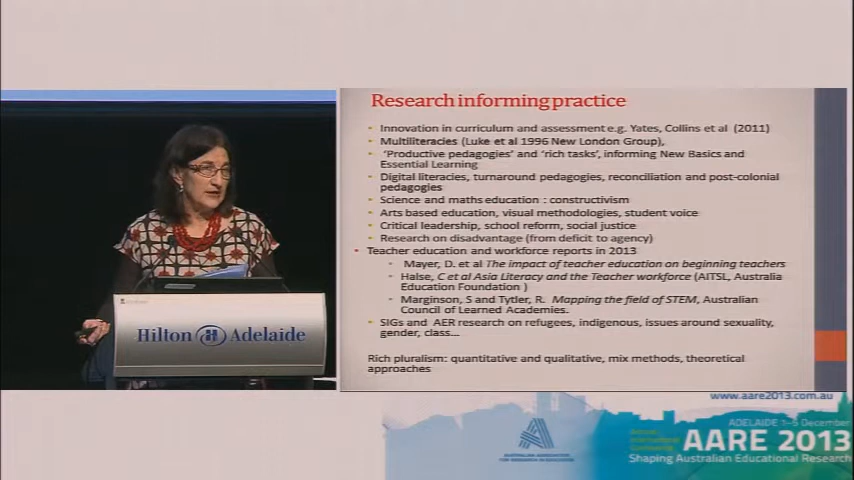 Research informing practice
Innovation in curriculum and assessment e.g. Yates, Collins et al (2011)
Multiliteracies (Luke et al 1996 New London Group),
'Productive pedagogies' and 'rich tasks', informing New Basics and
Essential Learning
Digital literacies, turnaround pedagogies, reconciliation and post-colonial
pedagogies
Science and maths education : constructivism
Arts based education, visual methodologies, student voice
Critical leadership, school reform, social justice
Research on disadvantage (from deficit to agency)
Teacher education and workforce reports in 2013
Mayer, D. et al The impact of teacher education on beginning teachers
Halse, C et al Asia Literacy and the Teacher workforce (AITSL, Australia
Education Foundation )
Marginson, S and Tytler, R. Mapping the field of STEM, Australian
Council of Learned Academies.
SIGs and AER research on refugees, indigenous, issues around sexuality,
gender, class...
Rich pluralism: quantitative and qualitative, mix methods, theoretical
approaches
Hilton H Adelaide
www.aare2013.com.au
ADELAIDE 1-5 December
AARE 2013
Shaping Australian Educational Research